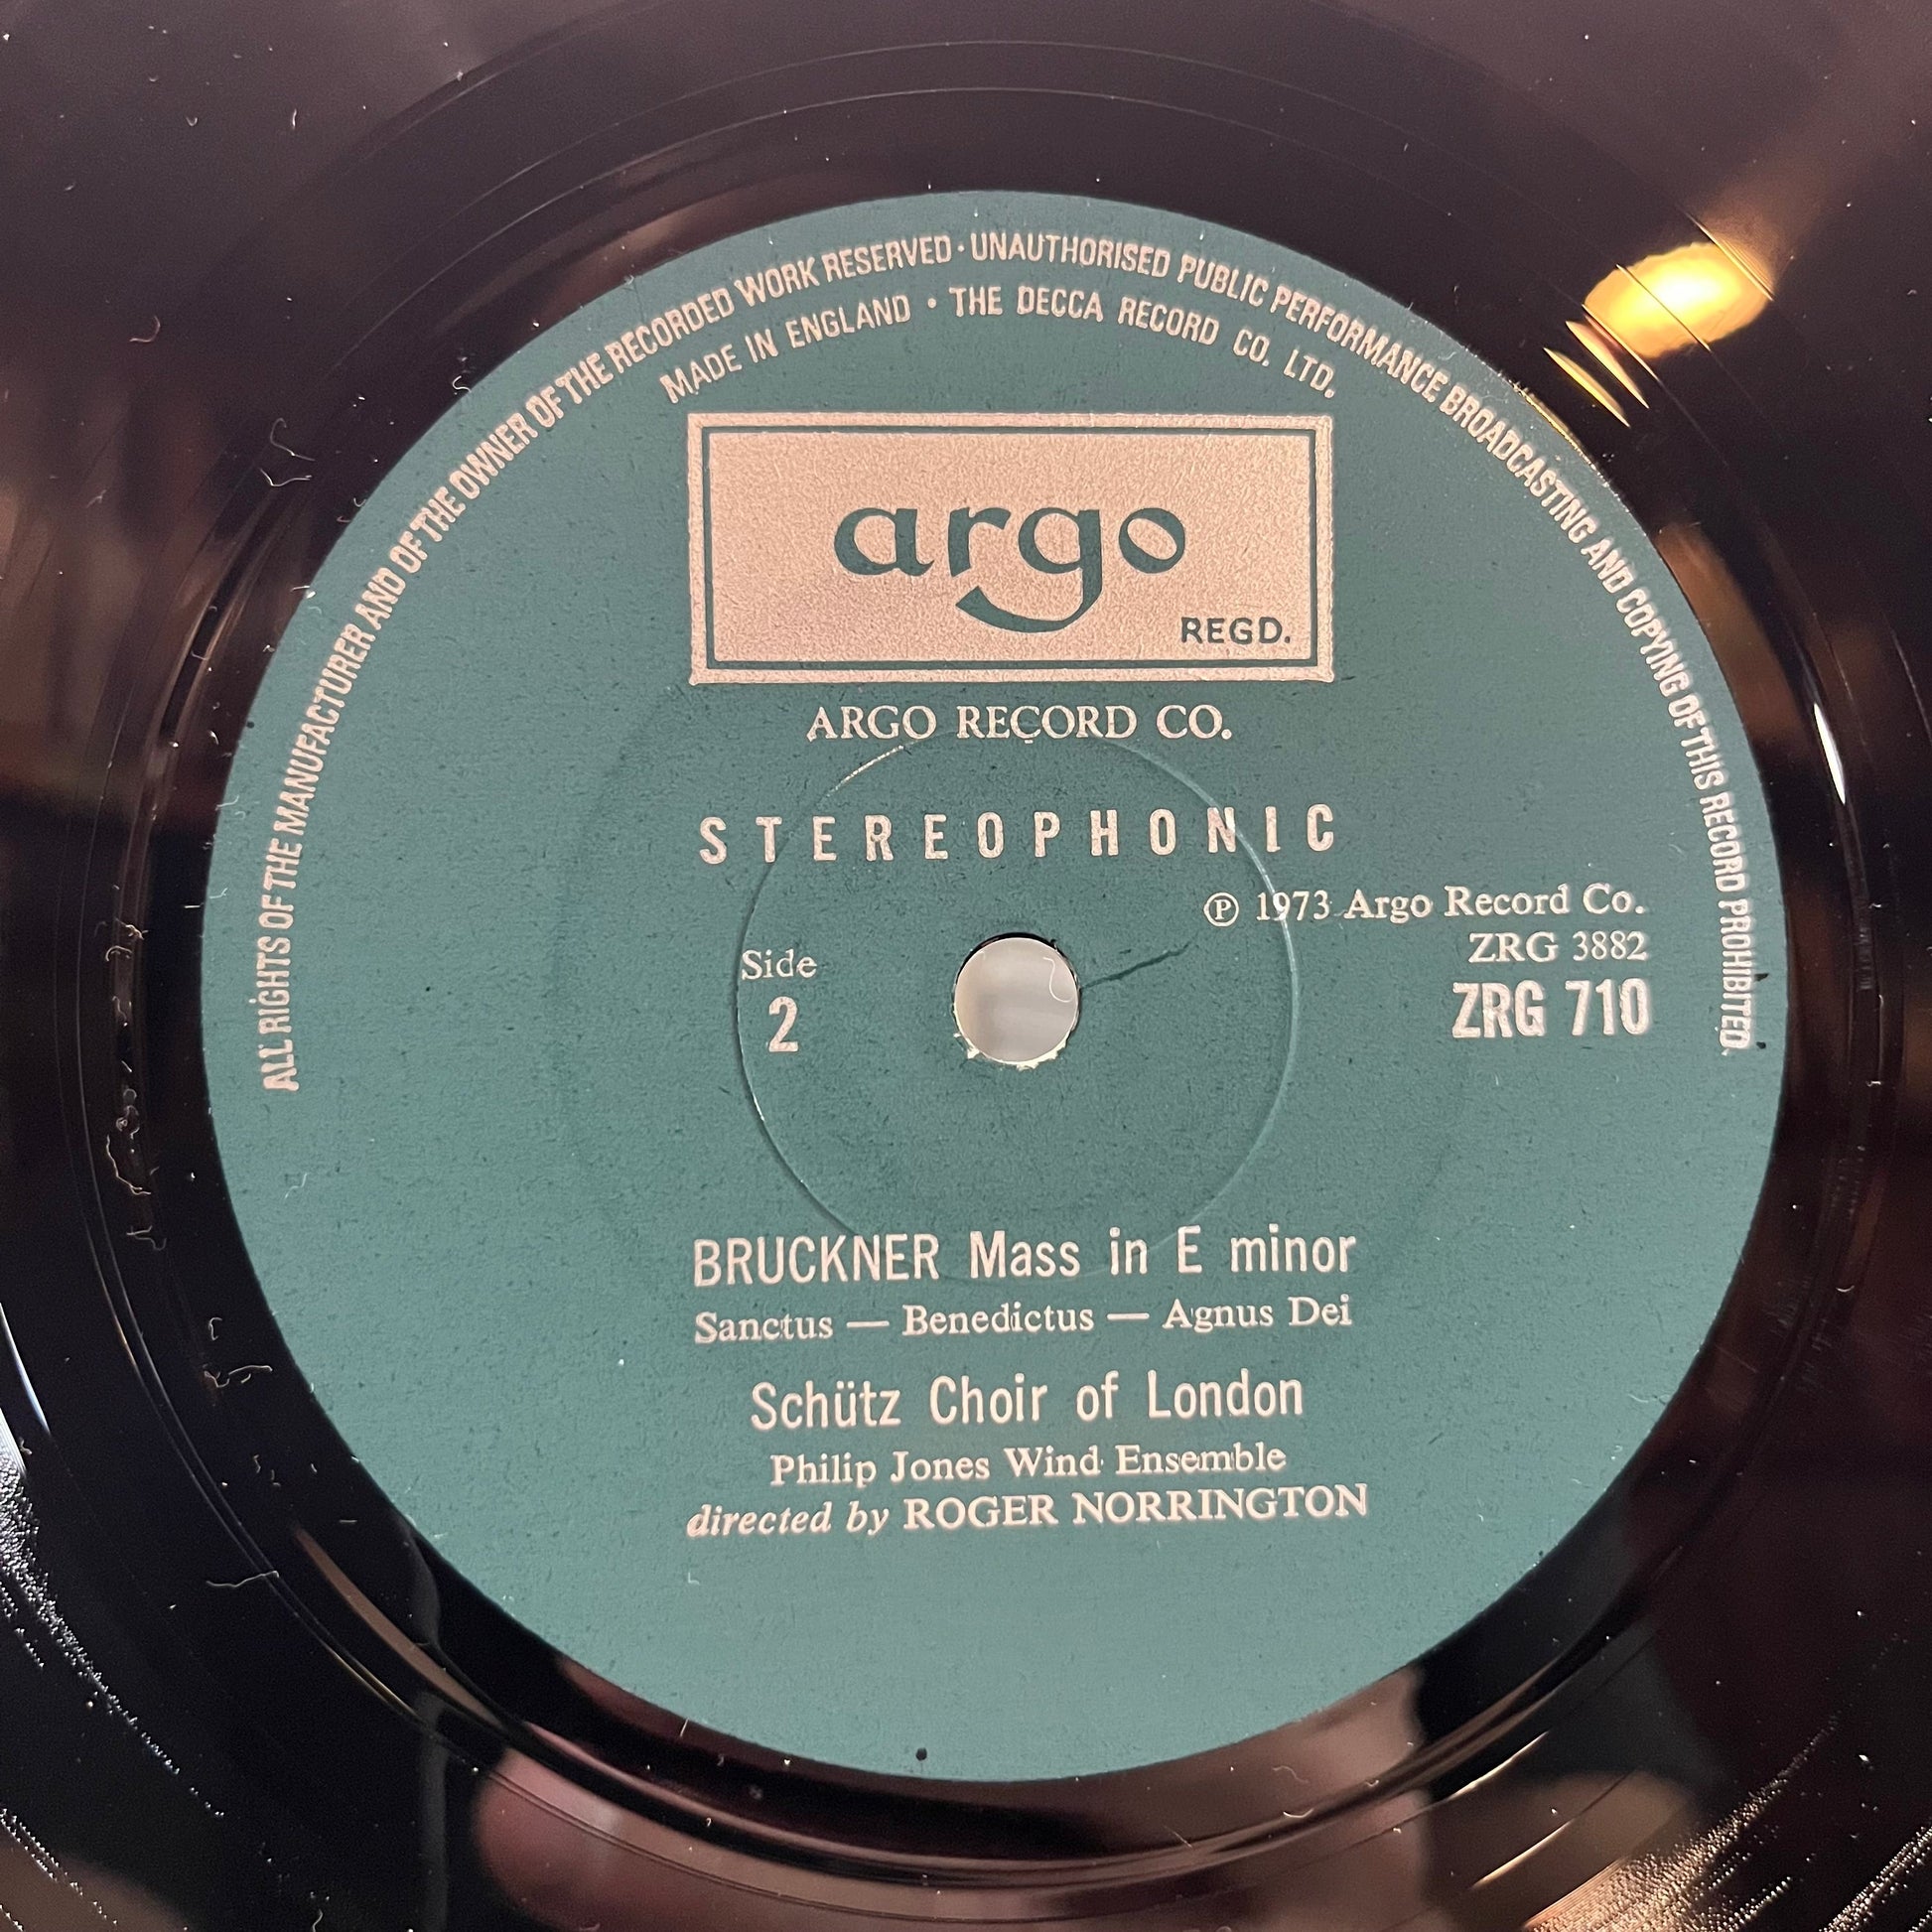 ALL RIGHTS OF THE MANUFACTURER AND OF THE OWNER OF THE RECORDED WORK RESERVED · UNAUTHORISED PUBLIC PERFORMANCE BROADCASTING AND COPYING OF THIS RECORD PROHIBITED.
MADE IN ENGLAND · THE DECCA RECORD CO. LTD.
argo
REGD.
ARGO RECORD CO.
STEREOPHONIC
Ⓟ 1973 Argo Record Co.
ZRG 3882
Side
2
ZRG 710
BRUCKNER Mass in E minor
Sanctus — Benedictus — Agnus Dei
Schütz Choir of London
Philip Jones Wind Ensemble
directed by ROGER NORRINGTON